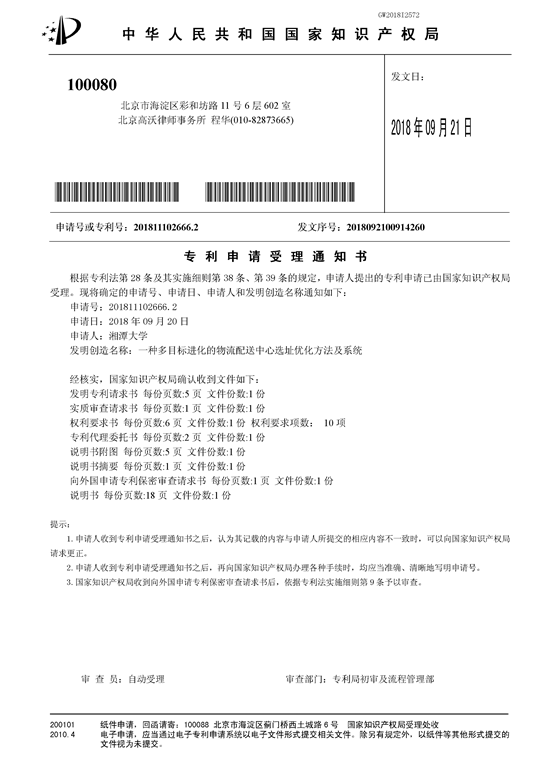 GW2018I2572
中华人民共和国国家知识产权局
100080
北京市海淀区彩和坊路 11 号 6 层 602 室
北京高沃律师事务所 程华(010-82873665)
发文日：
2018 年 09 月 21 日
申请号或专利号：201811102666.2 发文序号：2018092100914260
专 利 申 请 受 理 通 知 书
根据专利法第 28 条及其实施细则第 38 条、第 39 条的规定，申请人提出的专利申请已由国家知识产权局
受理。现将确定的申请号、申请日、申请人和发明创造名称通知如下：
申请号：201811102666.2
申请日：2018 年 09 月 20 日
申请人：湘潭大学
发明创造名称：一种多目标进化的物流配送中心选址优化方法及系统
经核实，国家知识产权局确认收到文件如下：
发明专利请求书 每份页数:5 页 文件份数:1 份
实质审查请求书 每份页数:1 页 文件份数:1 份
权利要求书 每份页数:6 页 文件份数:1 份 权利要求项数： 10 项
专利代理委托书 每份页数:2 页 文件份数:1 份
说明书附图 每份页数:5 页 文件份数:1 份
说明书摘要 每份页数:1 页 文件份数:1 份
向外国申请专利保密审查请求书 每份页数:1 页 文件份数:1 份
说明书 每份页数:18 页 文件份数:1 份
提示：
1.申请人收到专利申请受理通知书之后，认为其记载的内容与申请人所提交的相应内容不一致时，可以向国家知识产权局
请求更正。
2.申请人收到专利申请受理通知书之后，再向国家知识产权局办理各种手续时，均应当准确、清晰地写明申请号。
3.国家知识产权局收到向外国申请专利保密审查请求书后，依据专利法实施细则第 9 条予以审查。
审 查 员：自动受理 审查部门：专利局初审及流程管理部
200101 纸件申请，回函请寄：100088 北京市海淀区蓟门桥西土城路 6 号 国家知识产权局受理处收
2010.4 电子申请，应当通过电子专利申请系统以电子文件形式提交相关文件。除另有规定外，以纸件等其他形式提交的
文件视为未提交。